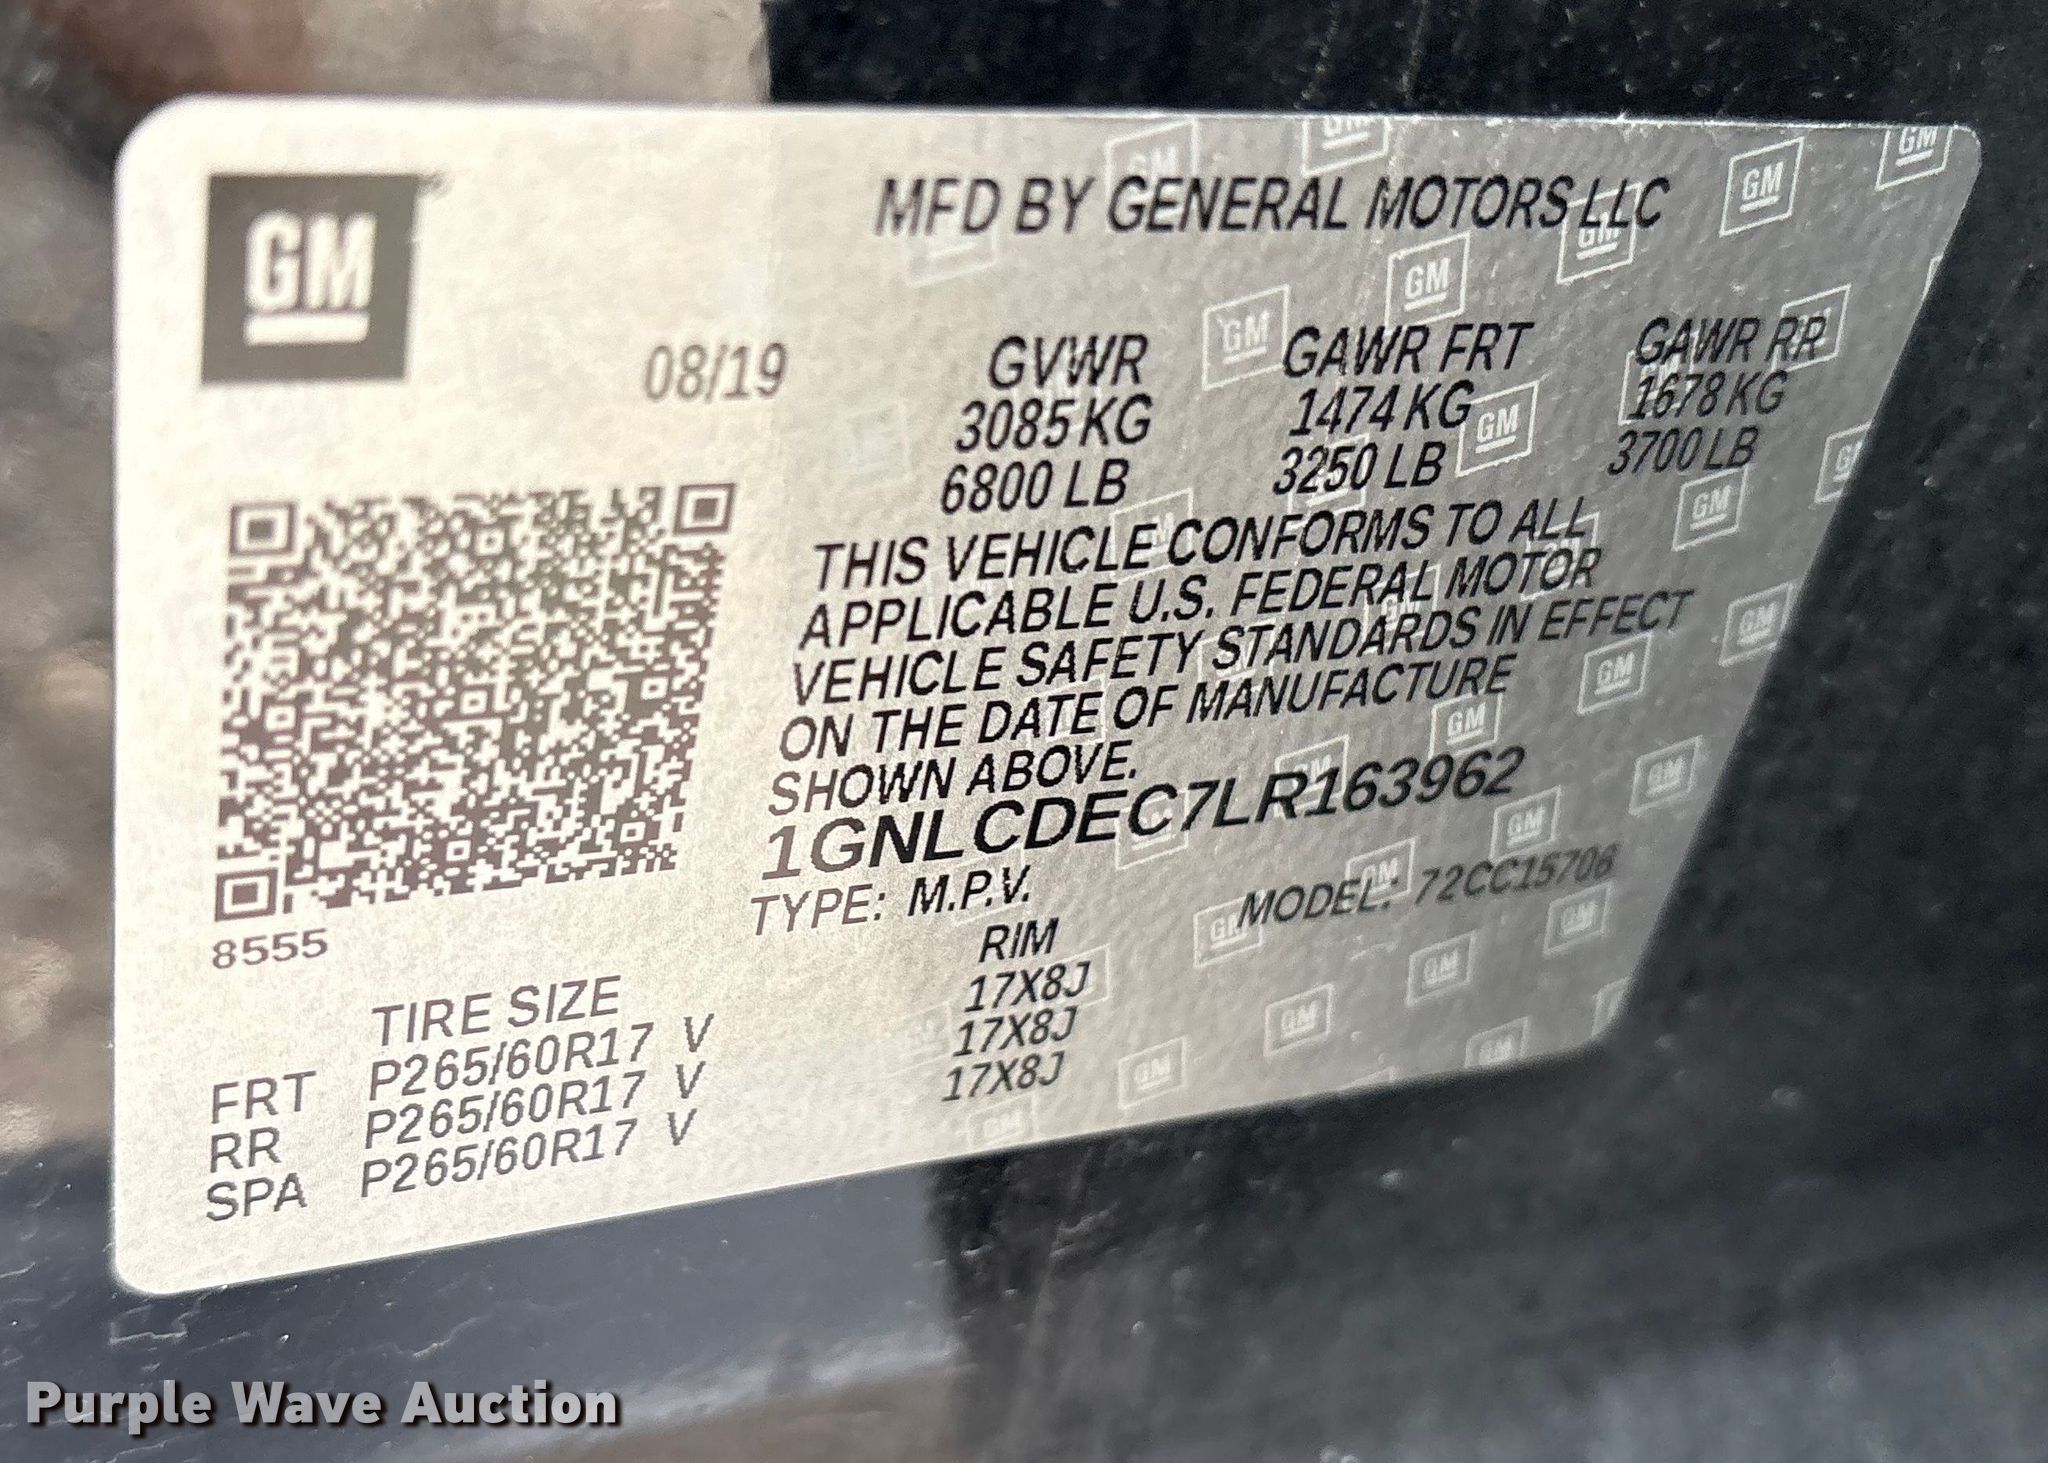 GM
MFD BY GENERAL MOTORS LLC
08/19
GVWR GAWR FRT GAWR RR
3085 KG 1474 KG 1678 KG
6800 LB 3250 LB 3700 LB
THIS VEHICLE CONFORMS TO ALL
APPLICABLE U.S. FEDERAL MOTOR
VEHICLE SAFETY STANDARDS IN EFFECT
ON THE DATE OF MANUFACTURE
SHOWN ABOVE.
1GNLCDEC7LR163962
TYPE: M.P.V. MODEL: 72CC15706
8555
TIRE SIZE RIM
FRT P265/60R17 V 17X8J
RR P265/60R17 V 17X8J
SPA P265/60R17 V 17X8J
Purple Wave Auction